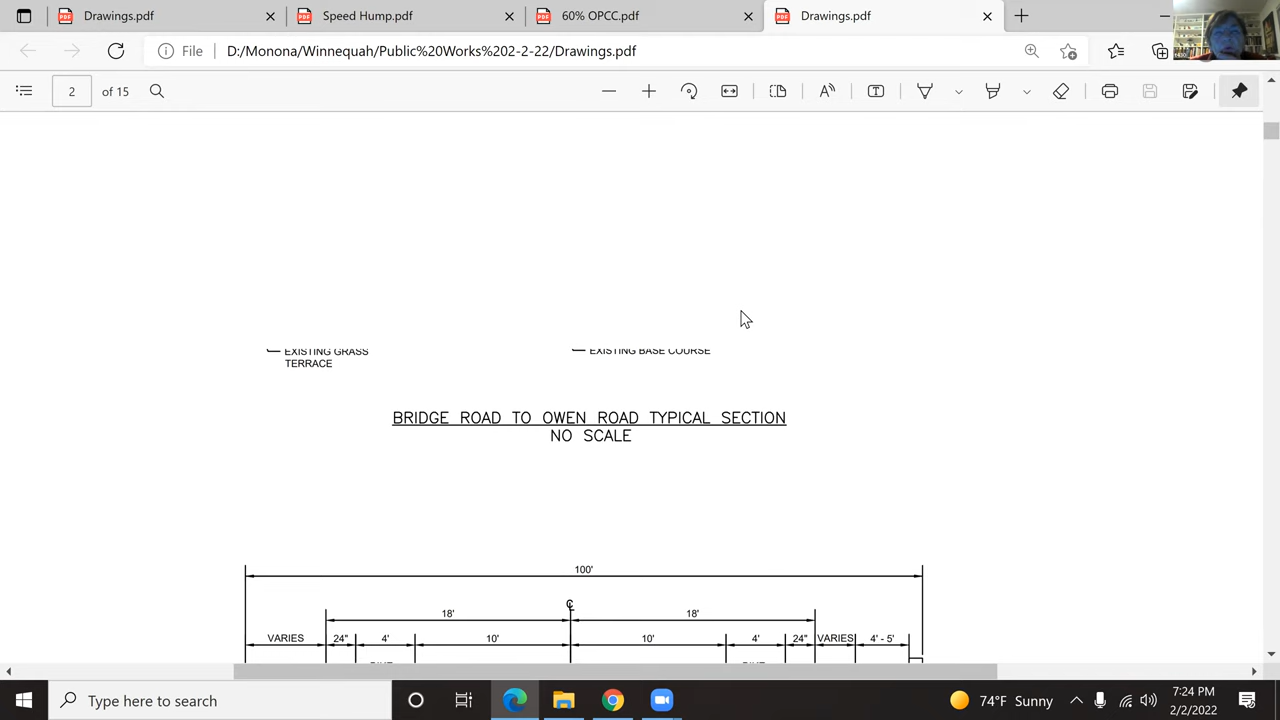 Drawings.pdf
Speed Hump.pdf
60% OPCC.pdf
Drawings.pdf
File D:/Monona/Winnequah/Public%20Works%202-2-22/Drawings.pdf
2 of 15
EXISTING GRASS
TERRACE
EXISTING BASE COURSE
BRIDGE ROAD TO OWEN ROAD TYPICAL SECTION
NO SCALE
100'
18' 18'
VARIES 24" 4' 10' 10' 4' 24" VARIES 4' - 5'
Type here to search
74°F Sunny
7:24 PM
2/2/2022